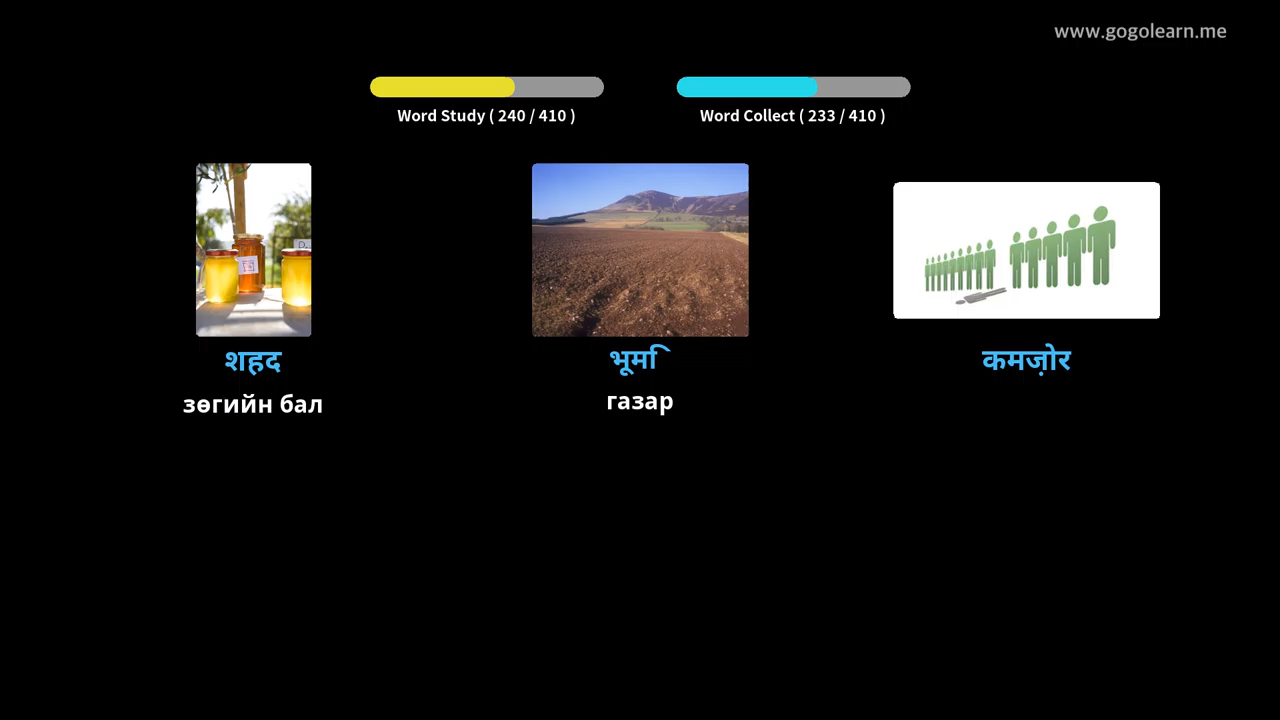 www.gogolearn.me
Word Study ( 240 / 410 )
Word Collect ( 233 / 410 )
शहद
भूमि
कमज़ोर
зөгийн бал
газар